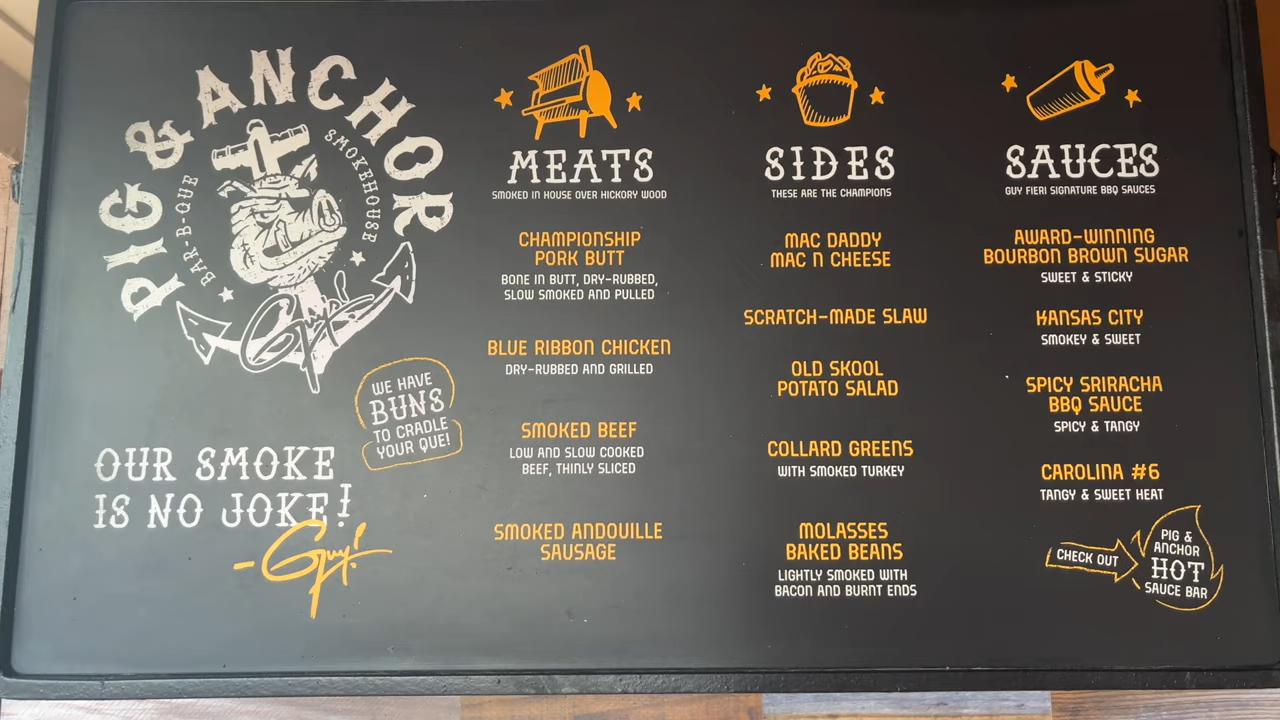 PIG & ANCHOR
BAR-B-QUE
SMOKEHOUSE
Guy's
WE HAVE
BUNS
TO CRADLE
YOUR QUE!
OUR SMOKE
IS NO JOKE!
-Guy!
MEATS
SMOKED IN HOUSE OVER HICKORY WOOD
CHAMPIONSHIP
PORK BUTT
BONE IN BUTT, DRY-RUBBED,
SLOW SMOKED AND PULLED
BLUE RIBBON CHICKEN
DRY-RUBBED AND GRILLED
SMOKED BEEF
LOW AND SLOW COOKED
BEEF, THINLY SLICED
SMOKED ANDOUILLE
SAUSAGE
SIDES
THESE ARE THE CHAMPIONS
MAC DADDY
MAC N CHEESE
SCRATCH-MADE SLAW
OLD SKOOL
POTATO SALAD
COLLARD GREENS
WITH SMOKED TURKEY
MOLASSES
BAKED BEANS
LIGHTLY SMOKED WITH
BACON AND BURNT ENDS
SAUCES
GUY FIERI SIGNATURE BBQ SAUCES
AWARD-WINNING
BOURBON BROWN SUGAR
SWEET & STICKY
KANSAS CITY
SMOKEY & SWEET
SPICY SRIRACHA
BBQ SAUCE
SPICY & TANGY
CAROLINA #6
TANGY & SWEET HEAT
CHECK OUT
PIG &
ANCHOR
HOT
SAUCE BAR